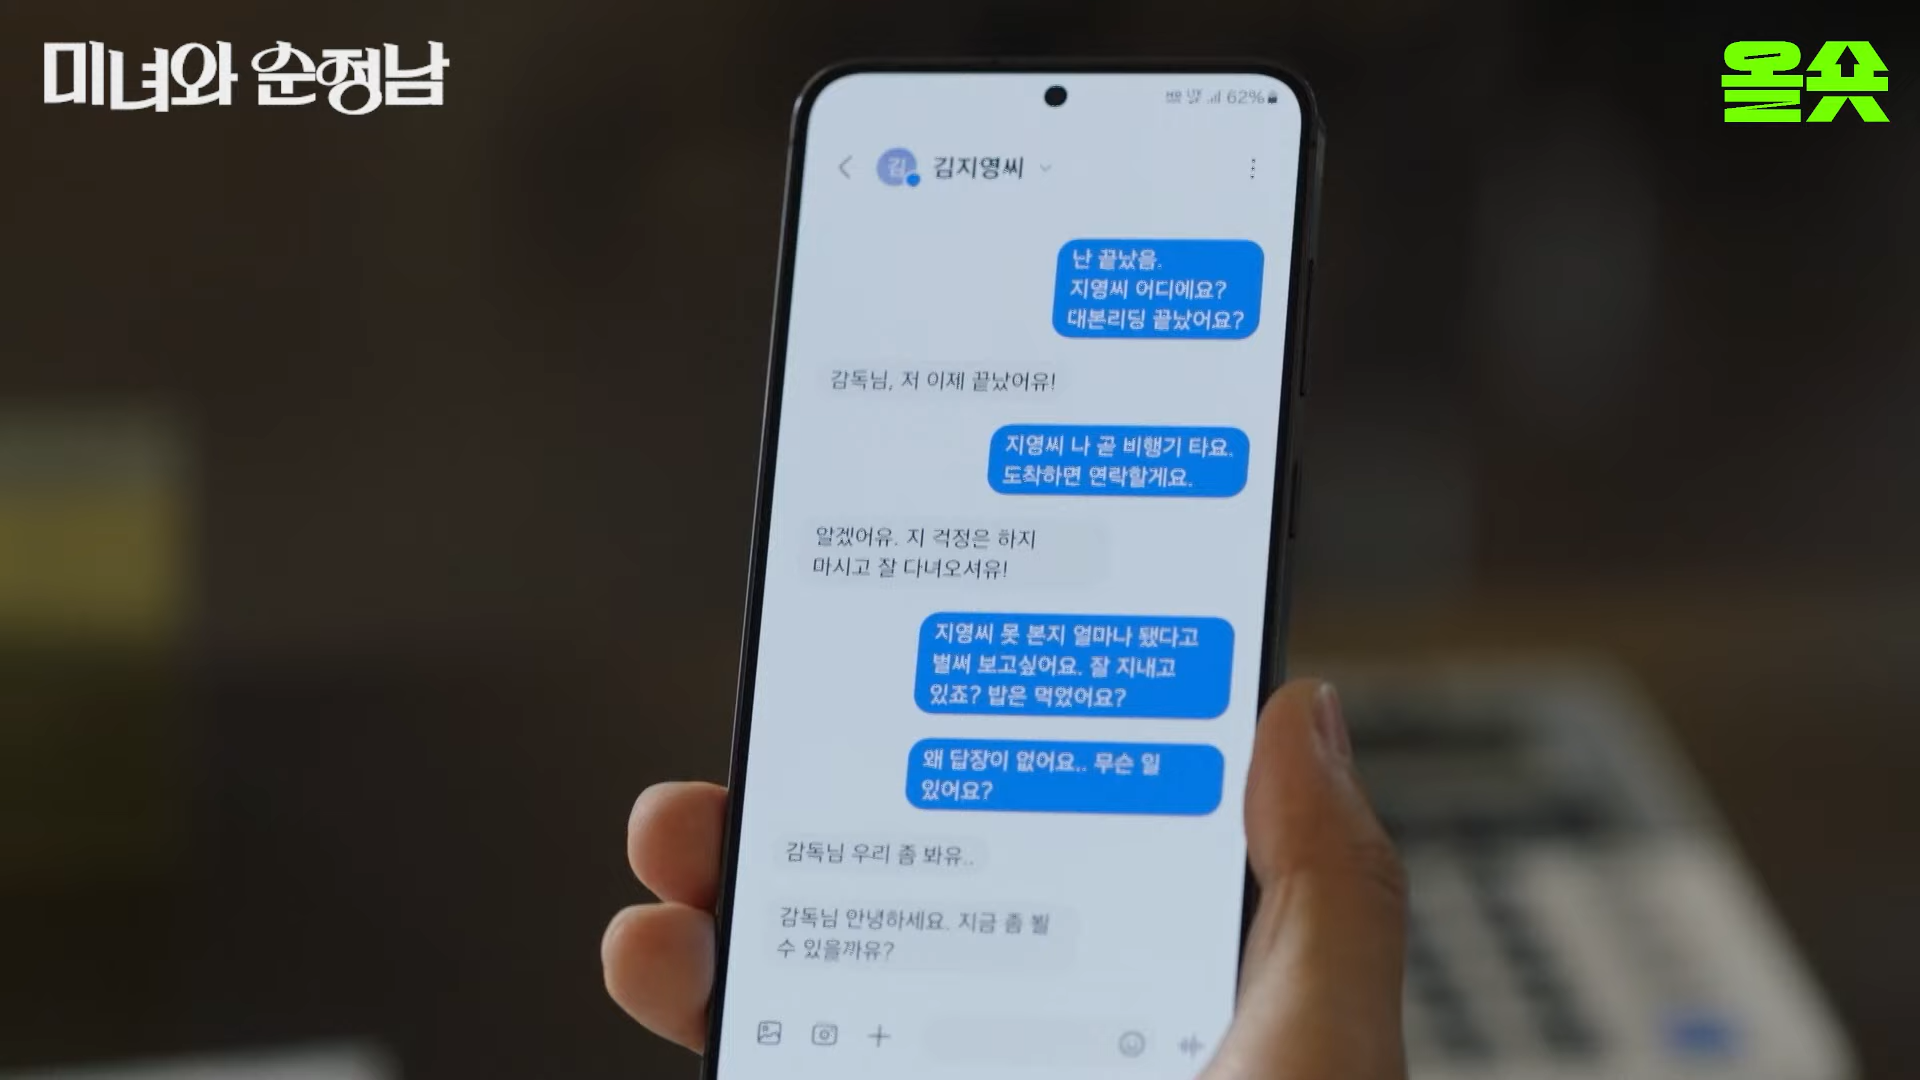 미녀와 순정남
올숏
62%
김
김지영씨
난 끝났음.
지영씨 어디에요?
대본리딩 끝났어요?
감독님, 저 이제 끝났어유!
지영씨 나 곧 비행기 타요.
도착하면 연락할게요.
알겠어유. 지 걱정은 하지
마시고 잘 다녀오셔유!
지영씨 못 본지 얼마나 됐다고
벌써 보고싶어요. 잘 지내고
있죠? 밥은 먹었어요?
왜 답장이 없어요.. 무슨 일
있어요?
감독님 우리 좀 봐유..
감독님 안녕하세요. 지금 좀 뵐
수 있을까유?